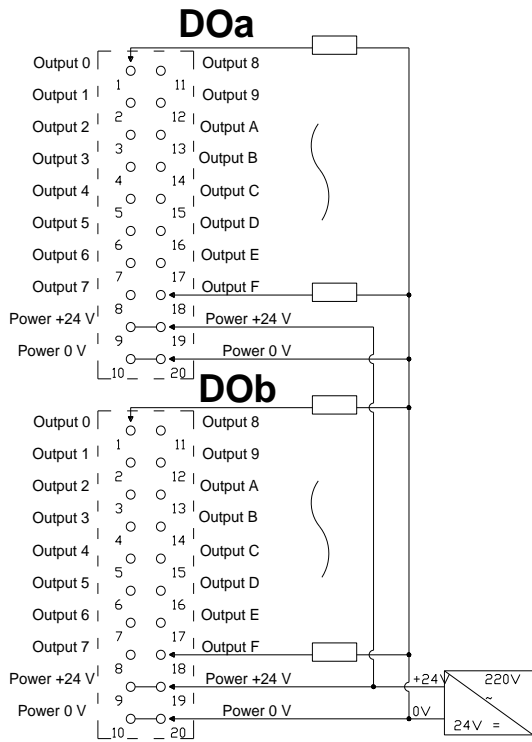 DOa
Output 0 Output 8
1 11
Output 1 Output 9
2 12
Output 2 Output A
3 13
Output 3 Output B
4 14
Output 4 Output C
5 15
Output 5 Output D
6 16
Output 6 Output E
7 17
Output 7 Output F
8 18
Power +24 V Power +24 V
9 19
Power 0 V Power 0 V
10 20
DOb
Output 0 Output 8
1 11
Output 1 Output 9
2 12
Output 2 Output A
3 13
Output 3 Output B
4 14
Output 4 Output C
5 15
Output 5 Output D
6 16
Output 6 Output E
7 17
Output 7 Output F
8 18
Power +24 V Power +24 V +24V 220V
9 19 ~
Power 0 V Power 0 V 0V
10 20 24V =